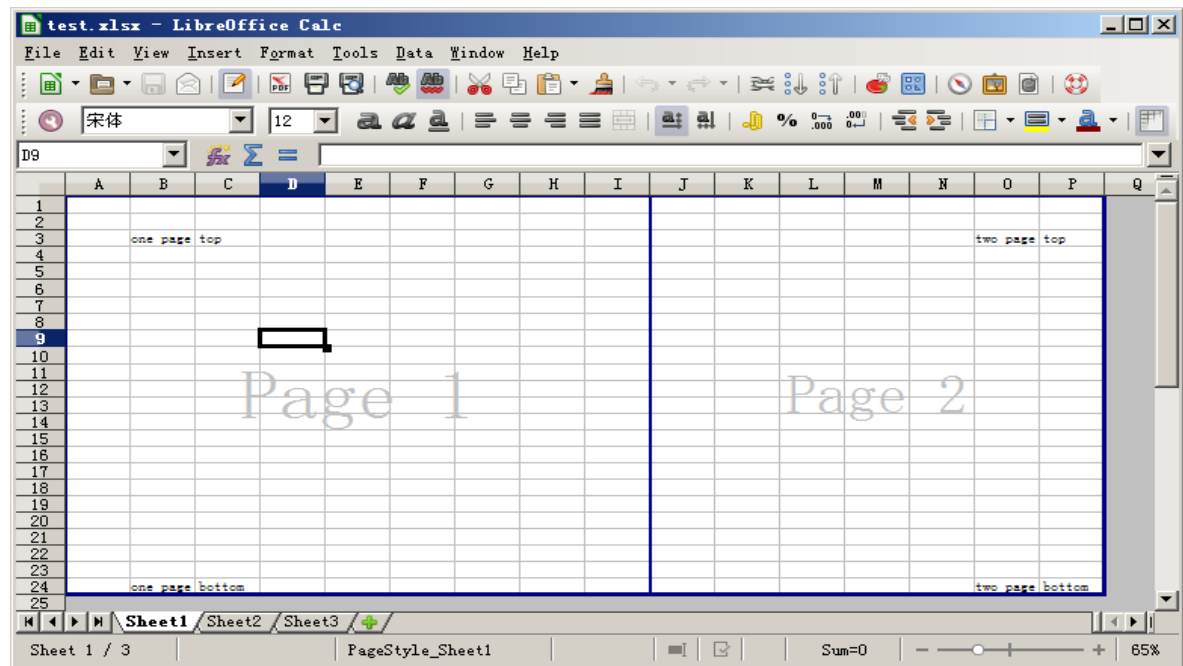 test.xlsx - LibreOffice Calc
File Edit View Insert Format Tools Data Window Help
宋体 12
D9
A B C D E F G H I J K L M N O P Q
1
2
3 one page top two page top
4
5
6
7
8
9
10
11
12
13
Page 1 Page 2
14
15
16
17
18
19
20
21
22
23
24 one page bottom two page bottom
25
Sheet1 Sheet2 Sheet3
Sheet 1 / 3 PageStyle_Sheet1 Sum=0 65%